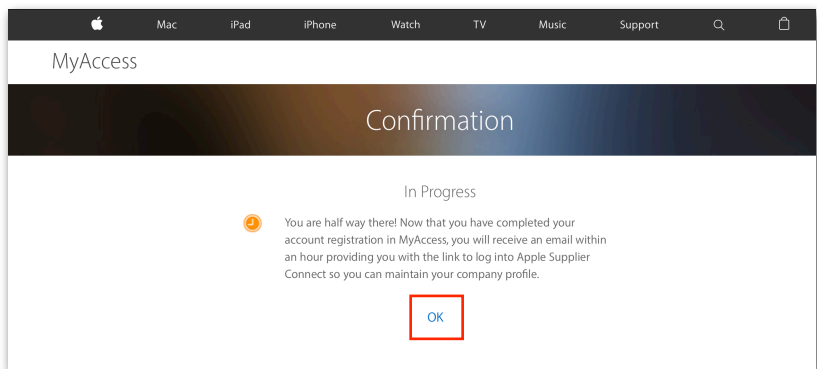 Mac iPad iPhone Watch TV Music Support
MyAccess
Confirmation
In Progress
You are half way there! Now that you have completed your
account registration in MyAccess, you will receive an email within
an hour providing you with the link to log into Apple Supplier
Connect so you can maintain your company profile.
OK